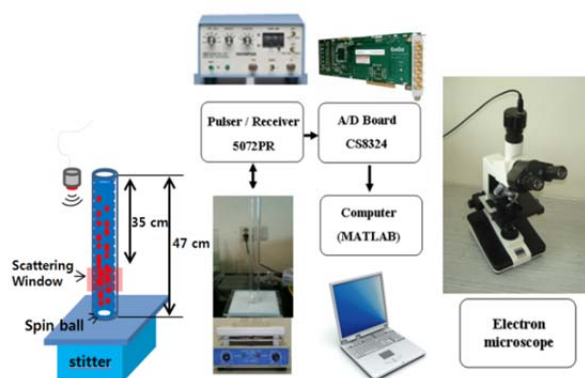 Pulser / Receiver
5072PR
A/D Board
CS8324
35 cm
47 cm
Computer
(MATLAB)
Scattering
Window
Spin ball
stitter
Electron
microscope